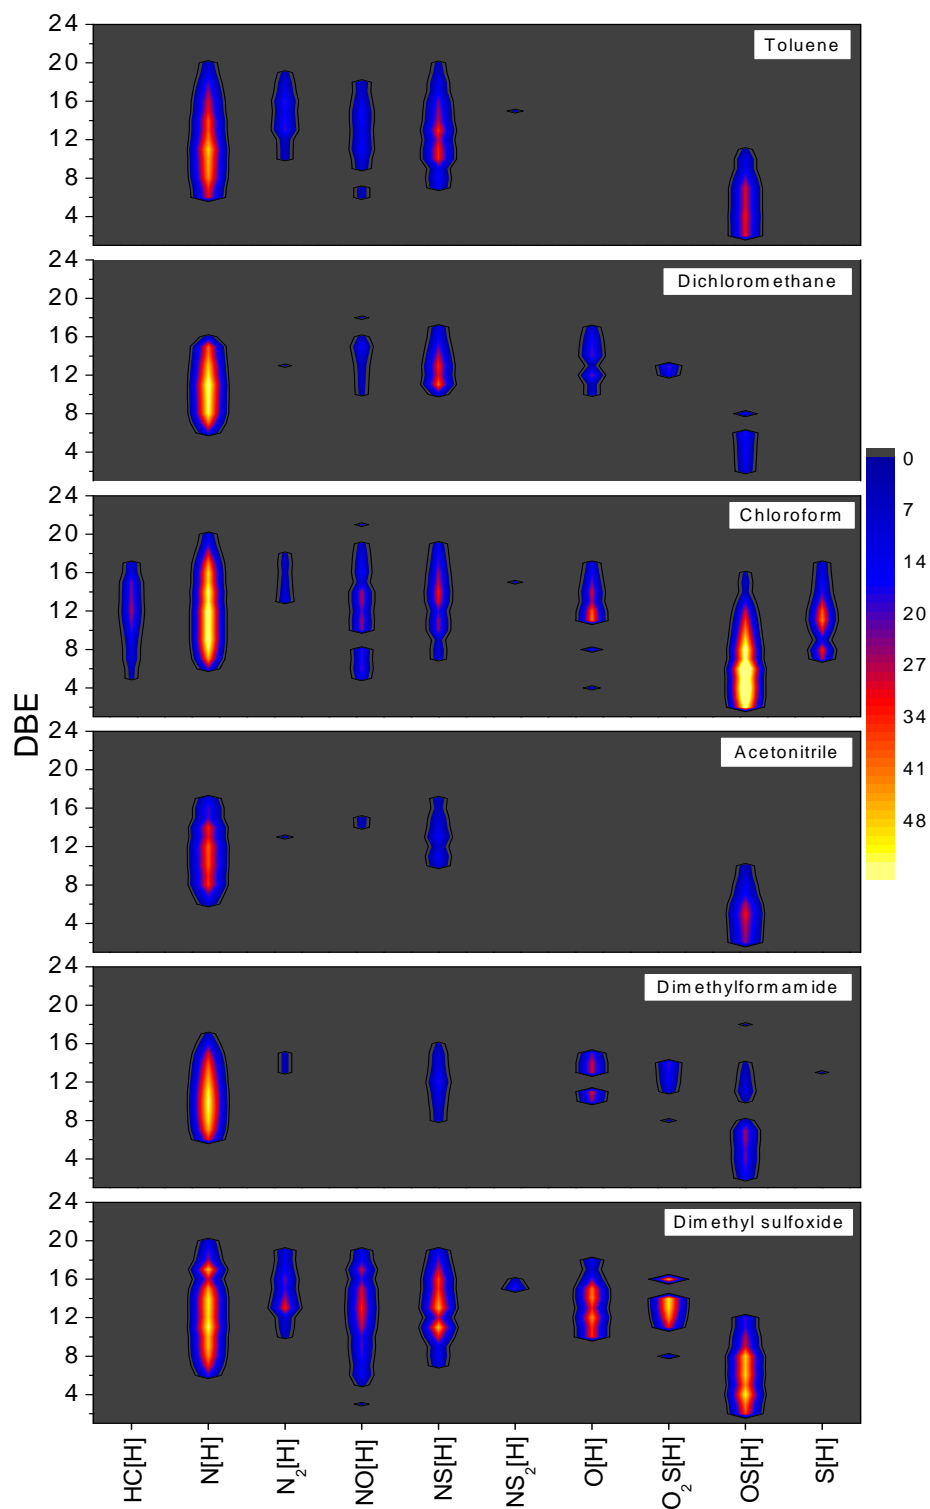 24
20
16
12
8
4
Toluene
24
20
16
12
8
4
Dichloromethane
24
20
16
12
8
4
Chloroform
24
20
16
12
8
4
Acetonitrile
24
20
16
12
8
4
Dimethylformamide
24
20
16
12
8
4
Dimethyl sulfoxide
DBE
0
7
14
20
27
34
41
48
HC[H]
N[H]
N₂[H]
NO[H]
NS[H]
NS₂[H]
O[H]
O₂S[H]
OS[H]
S[H]